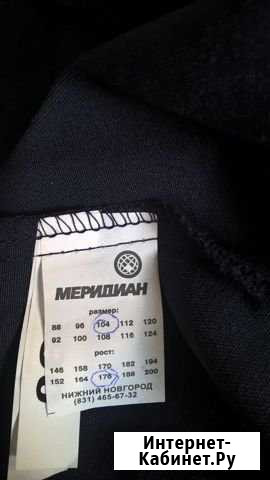 МЕРИДИАН
размер:
88 96 104 112 120
92 100 108 116 124
рост:
146 158 170 182 194
152 164 176 188 200
НИЖНИЙ НОВГОРОД
(831) 465-67-32
Интернет-
Кабинет.Ру